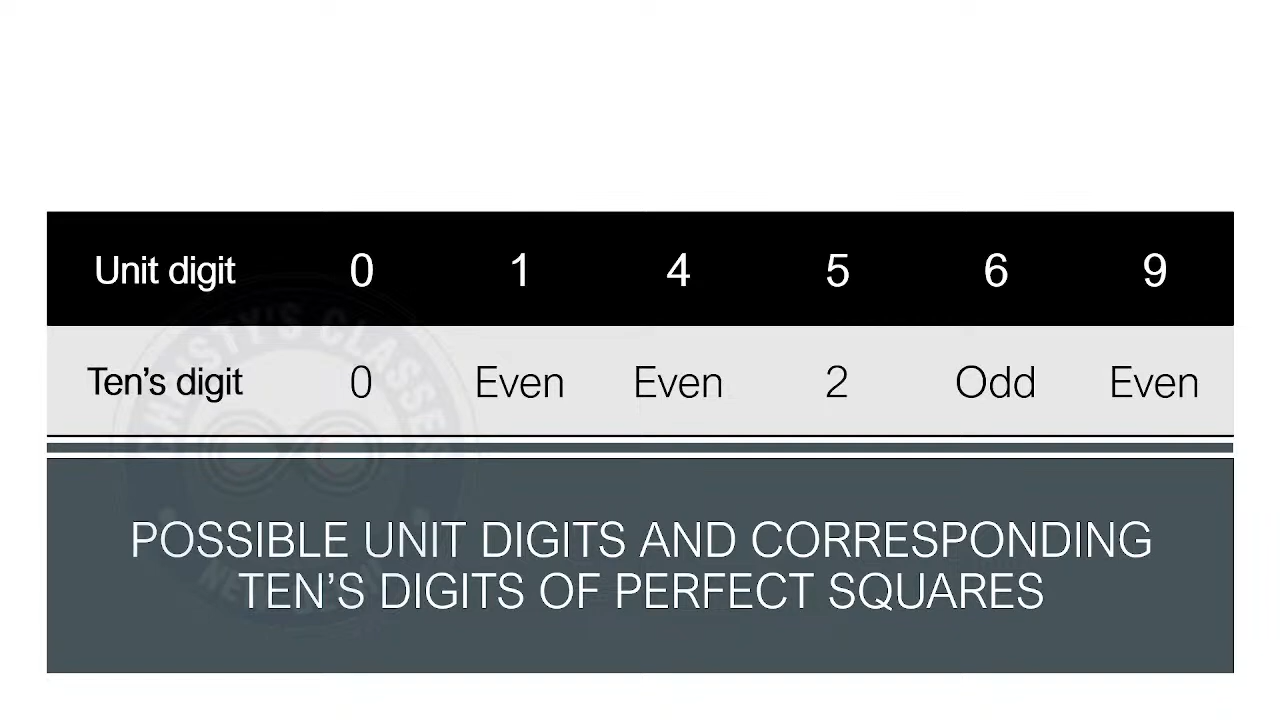 Unit digit 0 1 4 5 6 9
Ten's digit 0 Even Even 2 Odd Even
POSSIBLE UNIT DIGITS AND CORRESPONDING
TEN'S DIGITS OF PERFECT SQUARES